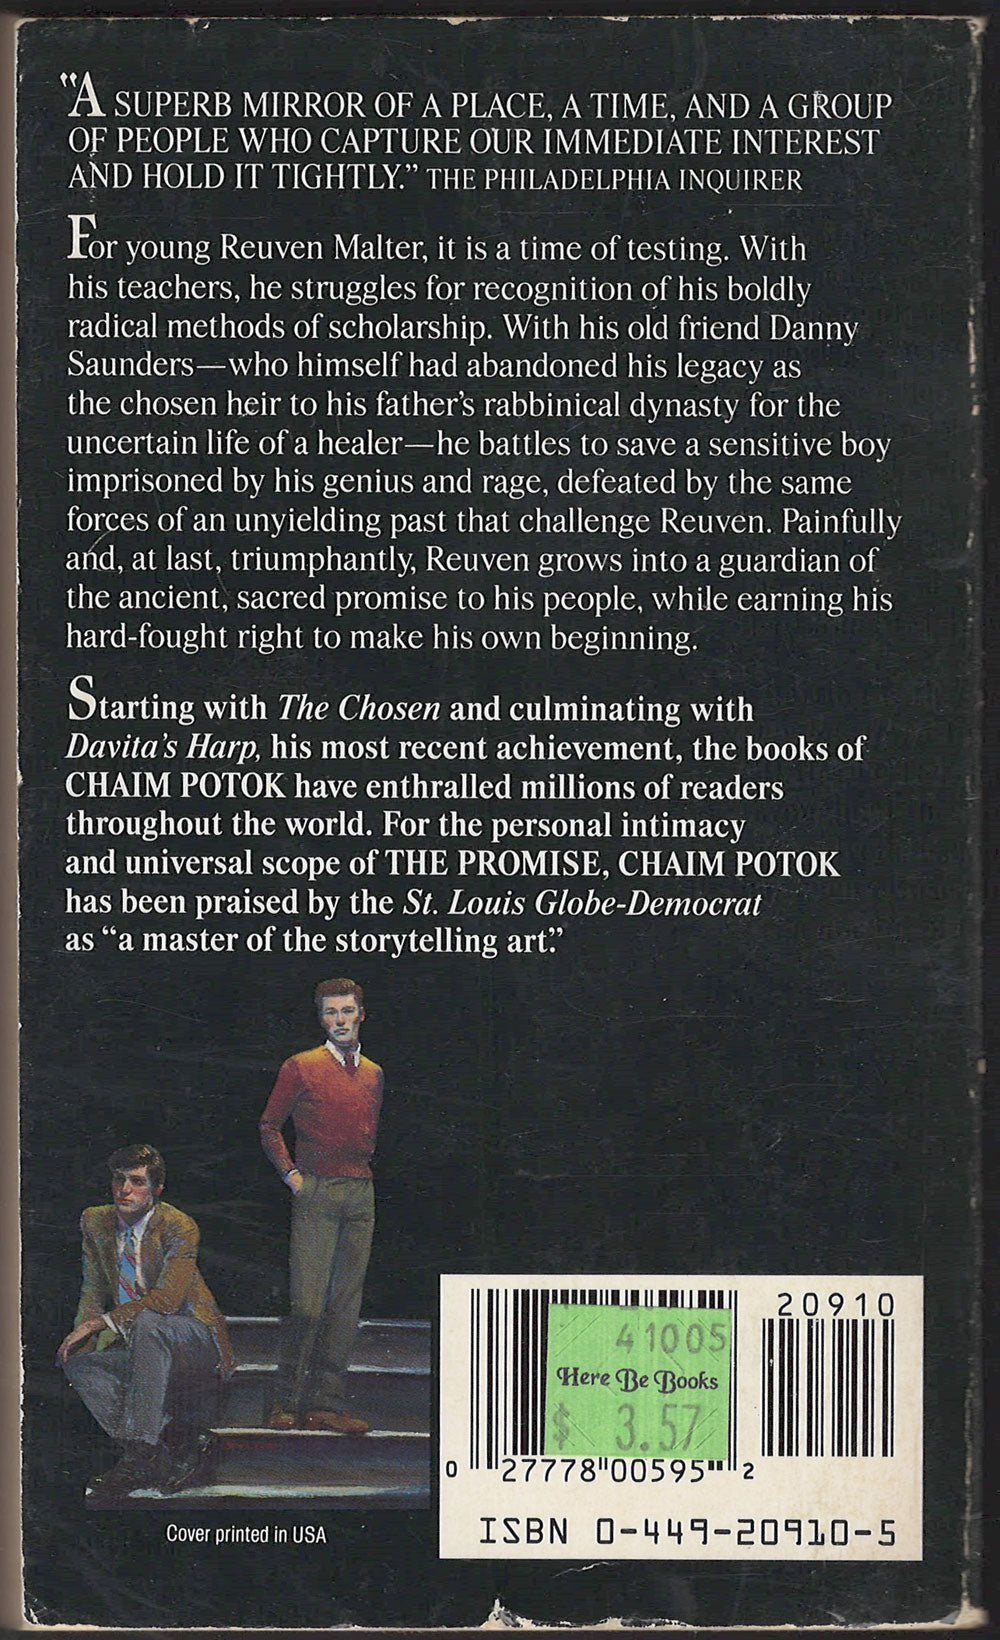 "A SUPERB MIRROR OF A PLACE, A TIME, AND A GROUP
OF PEOPLE WHO CAPTURE OUR IMMEDIATE INTEREST
AND HOLD IT TIGHTLY." THE PHILADELPHIA INQUIRER
For young Reuven Malter, it is a time of testing. With
his teachers, he struggles for recognition of his boldly
radical methods of scholarship. With his old friend Danny
Saunders—who himself had abandoned his legacy as
the chosen heir to his father's rabbinical dynasty for the
uncertain life of a healer—he battles to save a sensitive boy
imprisoned by his genius and rage, defeated by the same
forces of an unyielding past that challenge Reuven. Painfully
and, at last, triumphantly, Reuven grows into a guardian of
the ancient, sacred promise to his people, while earning his
hard-fought right to make his own beginning.
Starting with The Chosen and culminating with
Davita's Harp, his most recent achievement, the books of
CHAIM POTOK have enthralled millions of readers
throughout the world. For the personal intimacy
and universal scope of THE PROMISE, CHAIM POTOK
has been praised by the St. Louis Globe-Democrat
as "a master of the storytelling art."
20910
41005
Here Be Books
$ 3.57
0 27778 00595 2
ISBN 0-449-20910-5
Cover printed in USA